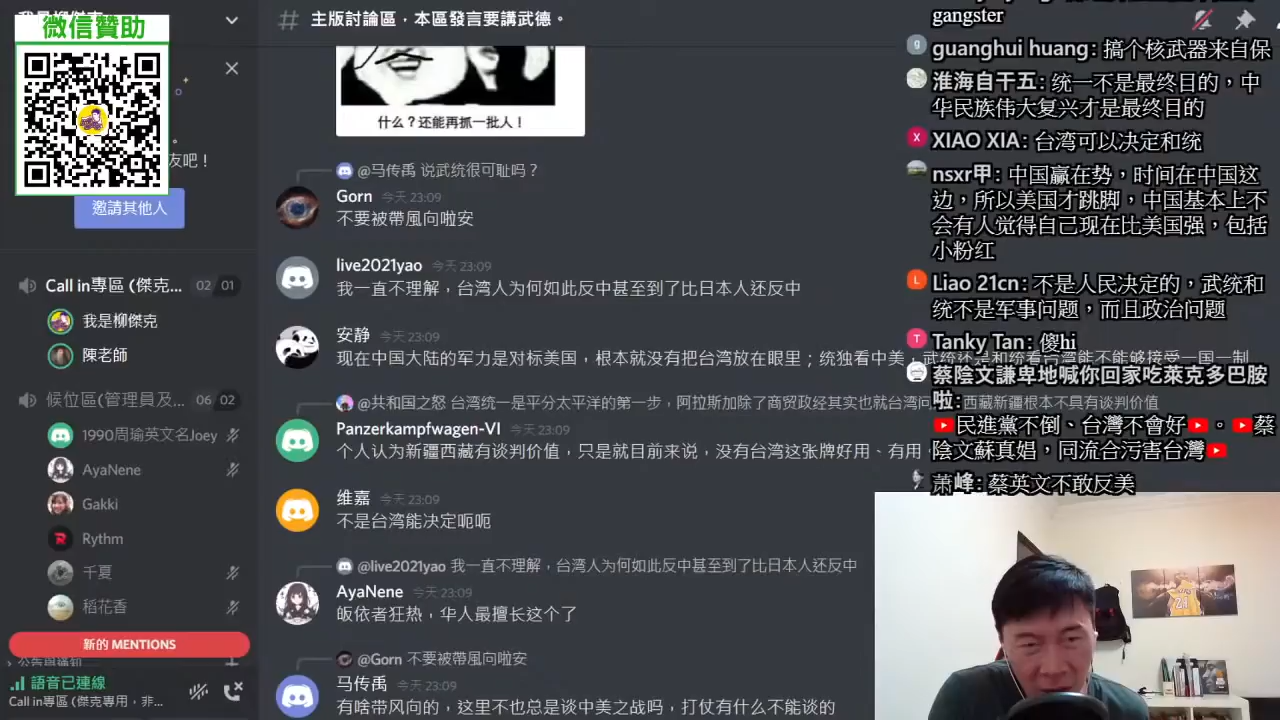 微信贊助
友吧！
邀請其他人
Call in專區 (傑克... 02 01
我是柳傑克
陳老師
候位區(管理員及... 06 02
1990周瑜英文名Joey
AyaNene
Gakki
Rythm
千夏
稻花香
新的 MENTIONS
語音已連線
Call in專區 (傑克專用，非...
# 主版討論區，本區發言要講武德。
什么？还能再抓一批人！
@马传禹 说武统很可耻吗？
Gorn 今天 23:09
不要被帶風向啦安
live2021yao 今天 23:09
我一直不理解，台湾人为何如此反中甚至到了比日本人还反中
安静 今天 23:09
现在中国大陆的军力是对标美国，根本就没有把台湾放在眼里；统独看中美，武统还是和统看台湾能不能够接受一国一制
@共和国之怒 台湾统一是平分太平洋的第一步，阿拉斯加除了商贸政经其实也就台湾问
西藏新疆根本不具有谈判价值
Panzerkampfwagen-VI 今天 23:09
个人认为新疆西藏有谈判价值，只是就目前来说，没有台湾这张牌好用、有用
维嘉 今天 23:09
不是台湾能决定呃呃
@live2021yao 我一直不理解，台湾人为何如此反中甚至到了比日本人还反中
AyaNene 今天 23:09
皈依者狂热，华人最擅长这个了
@Gorn 不要被帶風向啦安
马传禹 今天 23:09
有啥带风向的，这里不也总是谈中美之战吗，打仗有什么不能谈的
gangster
guanghui huang: 搞个核武器来自保
淮海自干五: 统一不是最终目的，中
华民族伟大复兴才是最终目的
XIAO XIA: 台湾可以决定和统
nsxr甲: 中国赢在势，时间在中国这
边，所以美国才跳脚，中国基本上不
会有人觉得自己现在比美国强，包括
小粉红
Liao 21cn: 不是人民决定的，武统和
统不是军事问题，而且政治问题
Tanky Tan: 傻hi
蔡陰文謙卑地喊你回家吃萊克多巴胺
啦:
民進黨不倒、台灣不會好。蔡
陰文蘇真娼，同流合污害台灣
萧峰: 蔡英文不敢反美